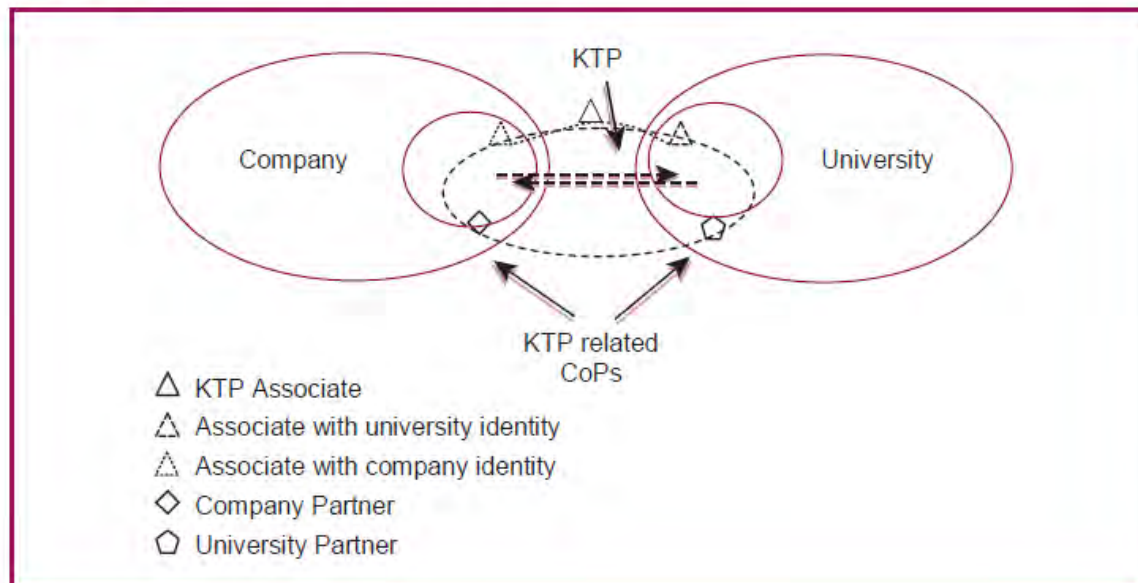 KTP
Company
University
KTP related
CoPs
KTP Associate
Associate with university identity
Associate with company identity
Company Partner
University Partner